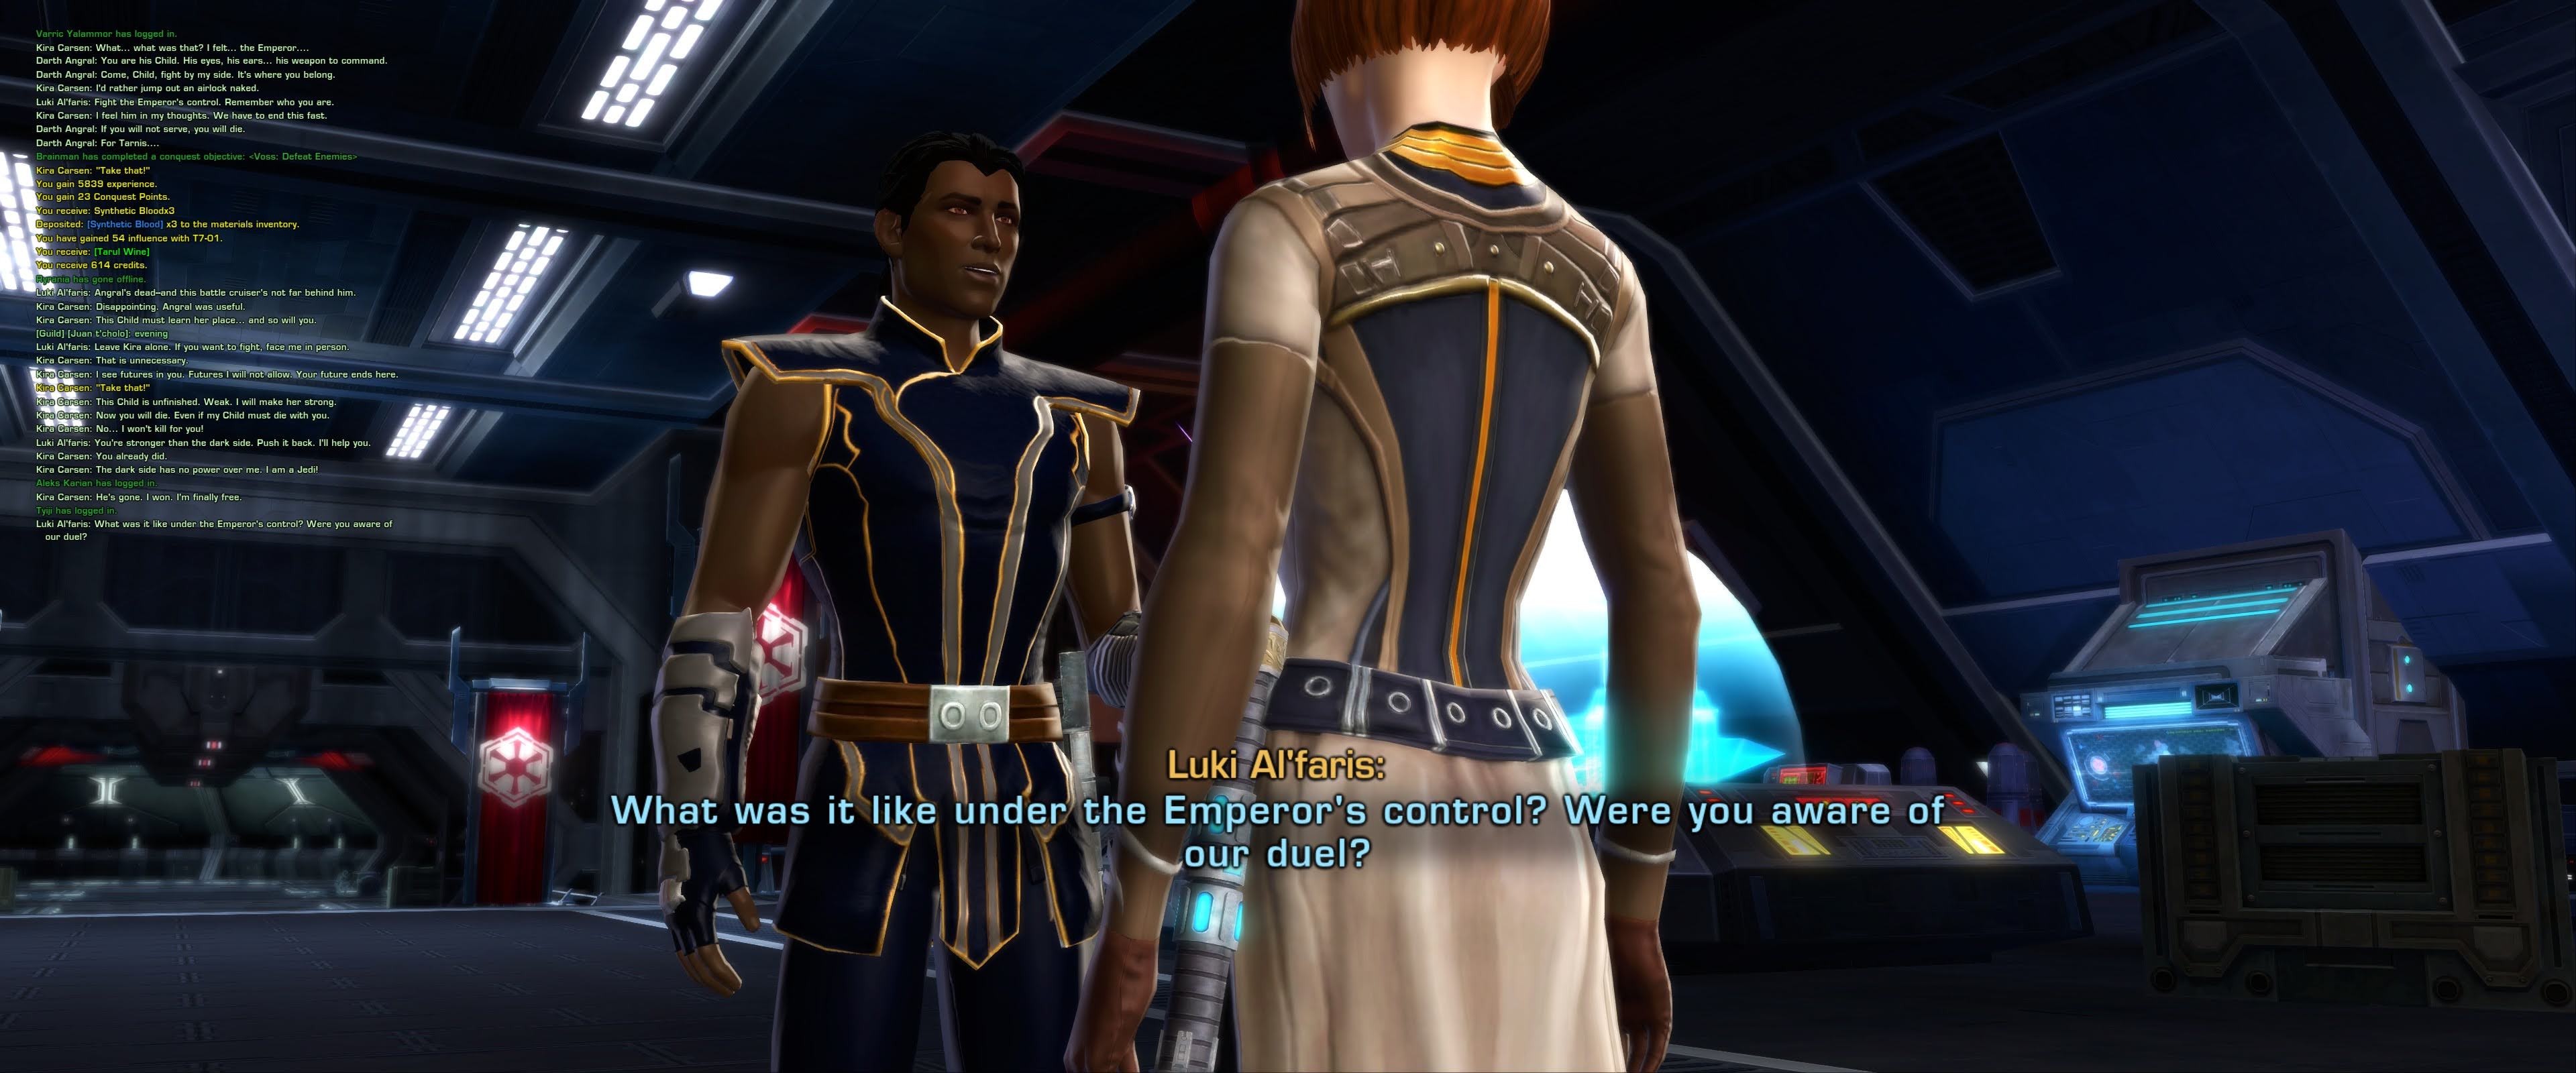 Varric Yalammor has logged in.
Kira Carsen: What... what was that? I felt... the Emperor....
Darth Angral: You are his Child. His eyes, his ears... his weapon to command.
Darth Angral: Come, Child, fight by my side. It's where you belong.
Kira Carsen: I'd rather jump out an airlock naked.
Luki Al'faris: Fight the Emperor's control. Remember who you are.
Kira Carsen: I feel him in my thoughts. We have to end this fast.
Darth Angral: If you will not serve, you will die.
Darth Angral: For Tarnis....
Brainman has completed a conquest objective: <Voss: Defeat Enemies>
Kira Carsen: "Take that!"
You gain 5839 experience.
You gain 23 Conquest Points.
You receive: Synthetic Bloodx3
Deposited: [Synthetic Blood] x3 to the materials inventory.
You have gained 54 influence with T7-01.
You receive: [Tarul Wine]
You receive 614 credits.
has gone offline.
Luki Al'faris: Angral's dead–and this battle cruiser's not far behind him.
Kira Carsen: Disappointing. Angral was useful.
Kira Carsen: This Child must learn her place... and so will you.
[Guild] [Juan t'cholo]: evening
Luki Al'faris: Leave Kira alone. If you want to fight, face me in person.
Kira Carsen: That is unnecessary.
Kira Carsen: I see futures in you. Futures I will not allow. Your future ends here.
Kira Carsen: "Take that!"
Kira Carsen: This Child is unfinished. Weak. I will make her strong.
Kira Carsen: Now you will die. Even if my Child must die with you.
Kira Carsen: No... I won't kill for you!
Luki Al'faris: You're stronger than the dark side. Push it back. I'll help you.
Kira Carsen: You already did.
Kira Carsen: The dark side has no power over me. I am a Jedi!
Aleks Karian has logged in.
Kira Carsen: He's gone. I won. I'm finally free.
Tyiji has logged in.
Luki Al'faris: What was it like under the Emperor's control? Were you aware of
our duel?
Luki Al'faris:
What was it like under the Emperor's control? Were you aware of
our duel?